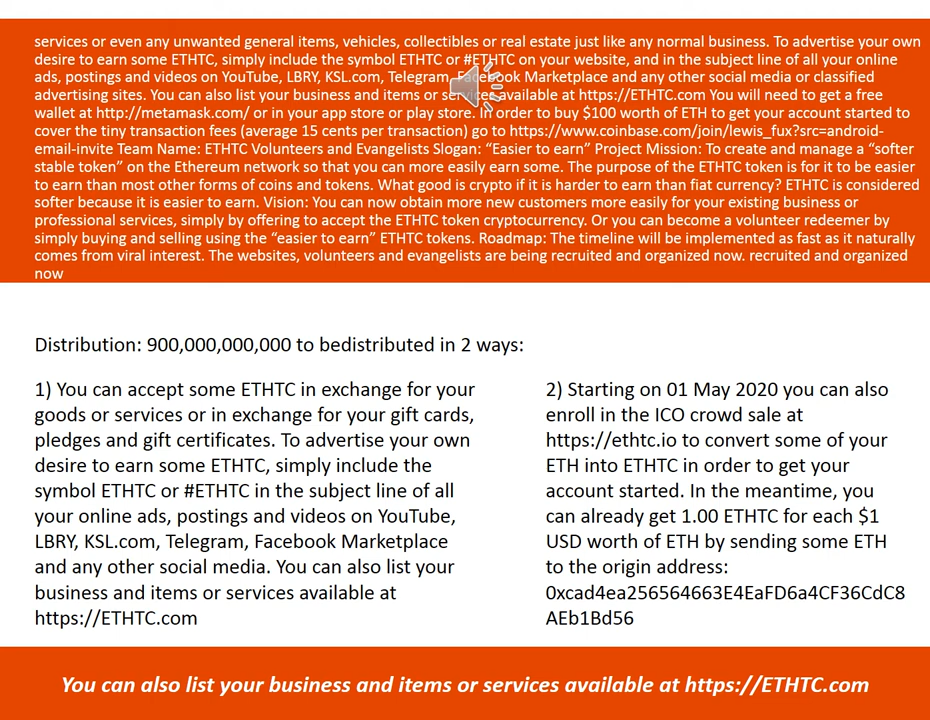 services or even any unwanted general items, vehicles, collectibles or real estate just like any normal business. To advertise your own
desire to earn some ETHTC, simply include the symbol ETHTC or #ETHTC on your website, and in the subject line of all your online
ads, postings and videos on YouTube, LBRY, KSL.com, Telegram, Facebook Marketplace and any other social media or classified
advertising sites. You can also list your business and items or services available at https://ETHTC.com You will need to get a free
wallet at http://metamask.com/ or in your app store or play store. In order to buy $100 worth of ETH to get your account started to
cover the tiny transaction fees (average 15 cents per transaction) go to https://www.coinbase.com/join/lewis_fux?src=android-
email-invite Team Name: ETHTC Volunteers and Evangelists Slogan: “Easier to earn” Project Mission: To create and manage a “softer
stable token” on the Ethereum network so that you can more easily earn some. The purpose of the ETHTC token is for it to be easier
to earn than most other forms of coins and tokens. What good is crypto if it is harder to earn than fiat currency? ETHTC is considered
softer because it is easier to earn. Vision: You can now obtain more new customers more easily for your existing business or
professional services, simply by offering to accept the ETHTC token cryptocurrency. Or you can become a volunteer redeemer by
simply buying and selling using the “easier to earn” ETHTC tokens. Roadmap: The timeline will be implemented as fast as it naturally
comes from viral interest. The websites, volunteers and evangelists are being recruited and organized now. recruited and organized
now
Distribution: 900,000,000,000 to bedistributed in 2 ways:
1) You can accept some ETHTC in exchange for your
goods or services or in exchange for your gift cards,
pledges and gift certificates. To advertise your own
desire to earn some ETHTC, simply include the
symbol ETHTC or #ETHTC in the subject line of all
your online ads, postings and videos on YouTube,
LBRY, KSL.com, Telegram, Facebook Marketplace
and any other social media. You can also list your
business and items or services available at
https://ETHTC.com
2) Starting on 01 May 2020 you can also
enroll in the ICO crowd sale at
https://ethtc.io to convert some of your
ETH into ETHTC in order to get your
account started. In the meantime, you
can already get 1.00 ETHTC for each $1
USD worth of ETH by sending some ETH
to the origin address:
0xcad4ea256564663E4EaFD6a4CF36CdC8
AEb1Bd56
You can also list your business and items or services available at https://ETHTC.com